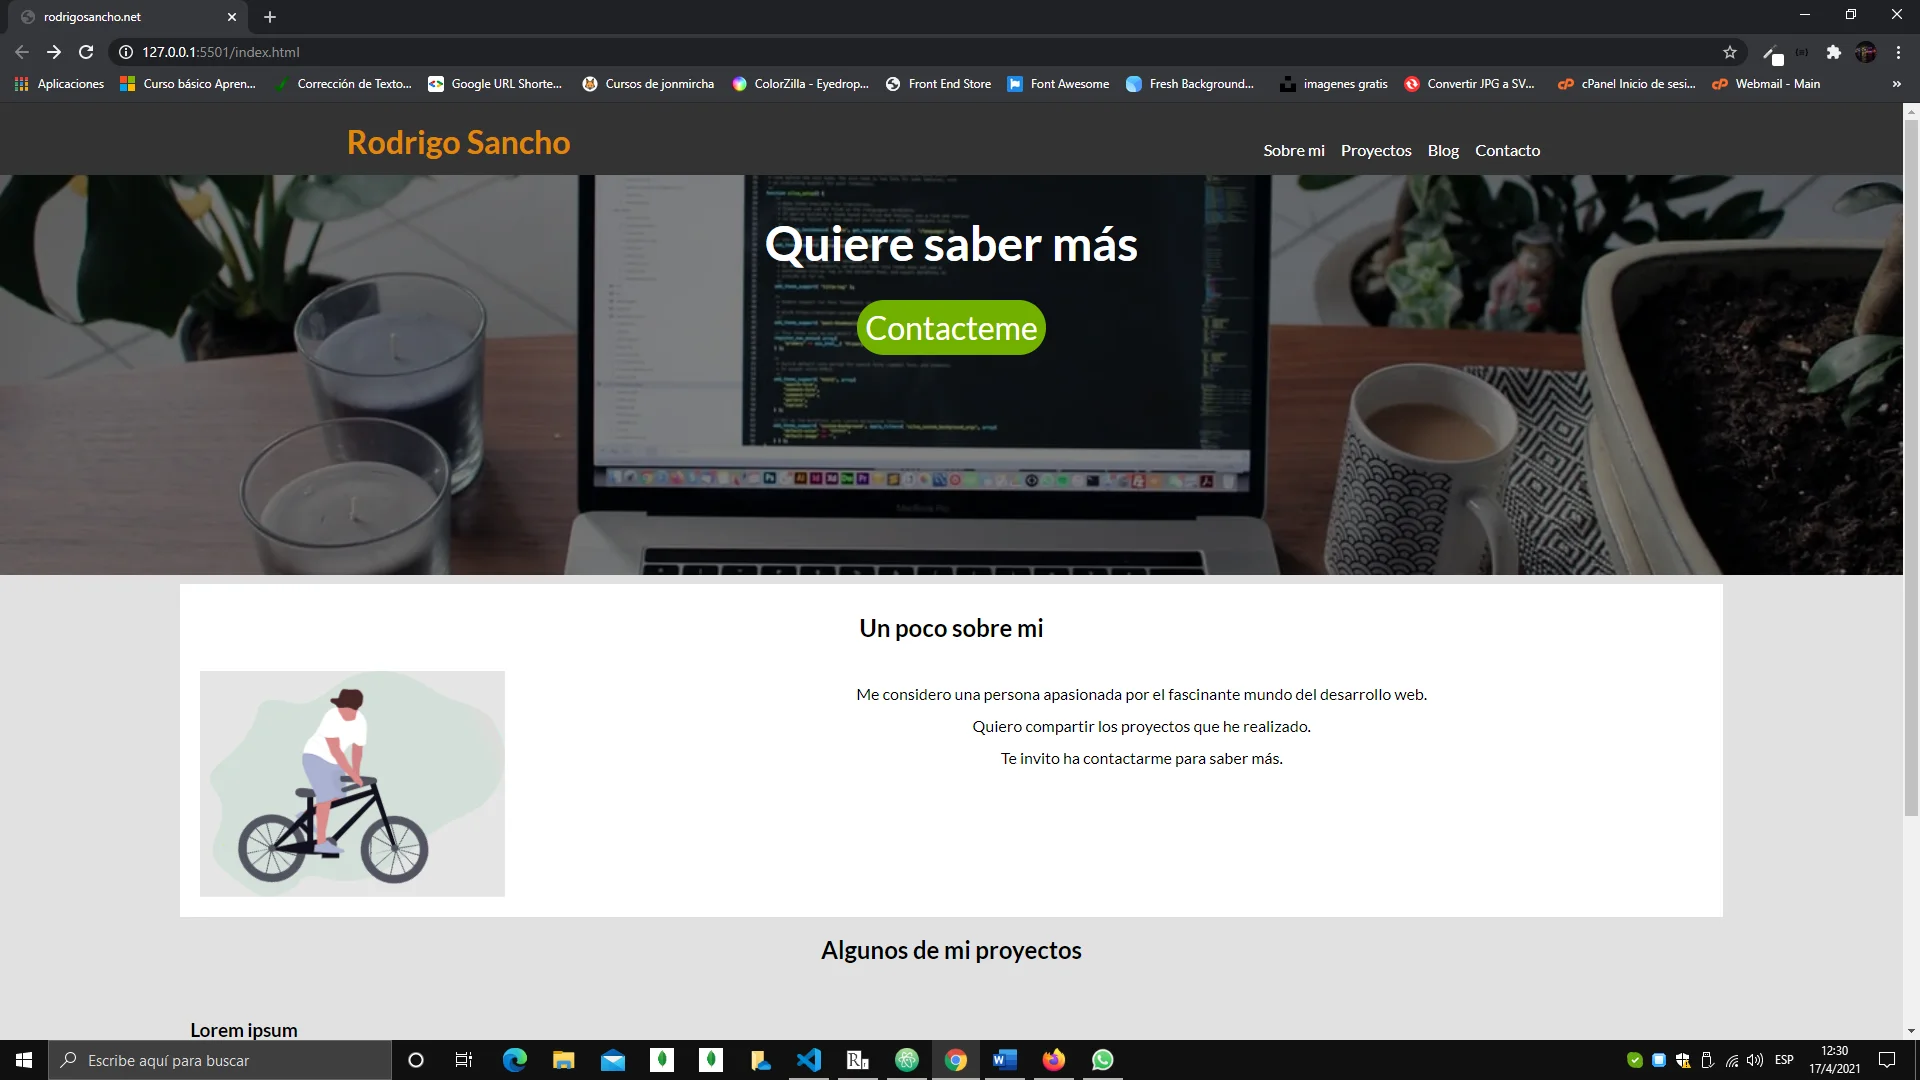 rodrigosancho.net
127.0.0.1:5501/index.html
Aplicaciones Curso básico Apren... Corrección de Texto... Google URL Shorte... Cursos de jonmircha ColorZilla - Eyedrop... Front End Store Font Awesome Fresh Background... imagenes gratis Convertir JPG a SV... cPanel Inicio de sesi... Webmail - Main »
Rodrigo Sancho
Sobre mi Proyectos Blog Contacto
Quiere saber más
Contacteme
MacBook Pro
Un poco sobre mi
Me considero una persona apasionada por el fascinante mundo del desarrollo web.
Quiero compartir los proyectos que he realizado.
Te invito ha contactarme para saber más.
Algunos de mi proyectos
Lorem ipsum
Escribe aquí para buscar
ESP
12:30
17/4/2021